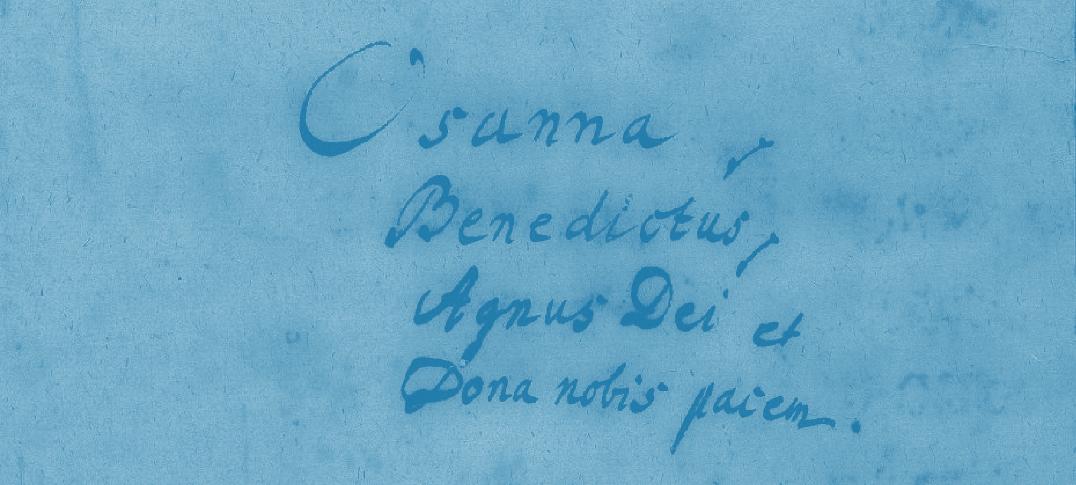 Osanna,
Benedictus,
Agnus Dei et
Dona nobis pacem.